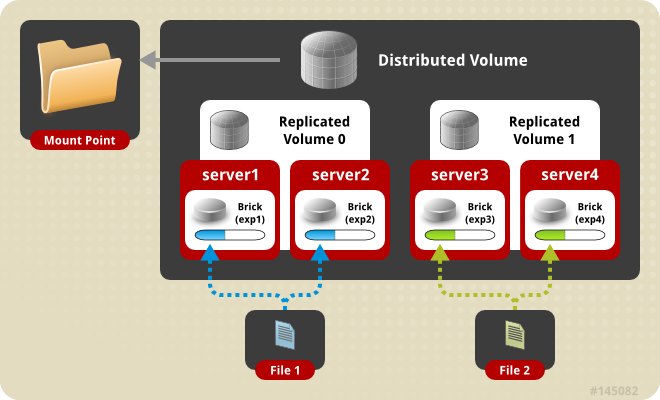 Distributed Volume
Mount Point
Replicated
Volume 0
Replicated
Volume 1
server1
server2
server3
server4
Brick
(exp1)
Brick
(exp2)
Brick
(exp3)
Brick
(exp4)
File 1
File 2
#145082